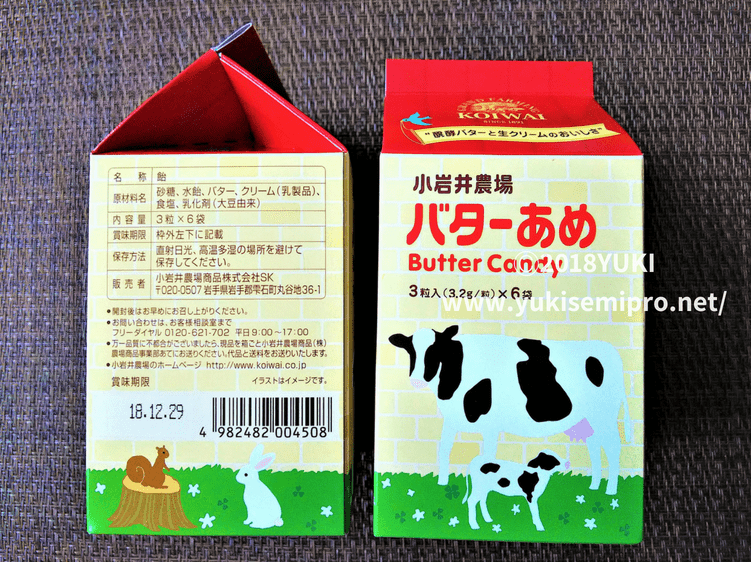 名称 飴
原材料名 砂糖、水飴、バター、クリーム(乳製品)、
食塩、乳化剤(大豆由来)
内容量 3粒×6袋
賞味期限 枠外左下に記載
保存方法 直射日光、高温多湿の場所を避けて
保存してください。
販売者 小岩井農場商品株式会社SK
〒020-0507 岩手県岩手郡雫石町丸谷地36-1
●開封後はお早めにお召し上がりください。
●お問い合わせは、お客様相談室まで
フリーダイヤル 0120-621-702 平日9:00〜17:00
●万一品質に不都合がございましたら、現品を箱ごと小岩井農場商品(株)
農場商品事業部あてにお送りください。代品と送料をお送りいたします。
●小岩井農場のホームページ http://www.koiwai.co.jp
賞味期限 イラストはイメージです。
18.12.29
4 982482 004508
KOIWAI
SINCE 1891
"醗酵バターと生クリームのおいしさ"
小岩井農場
バターあめ
Butter Candy
3粒入(3.2g/粒)×6袋
©2018YUKI
www.yukisemipro.net/